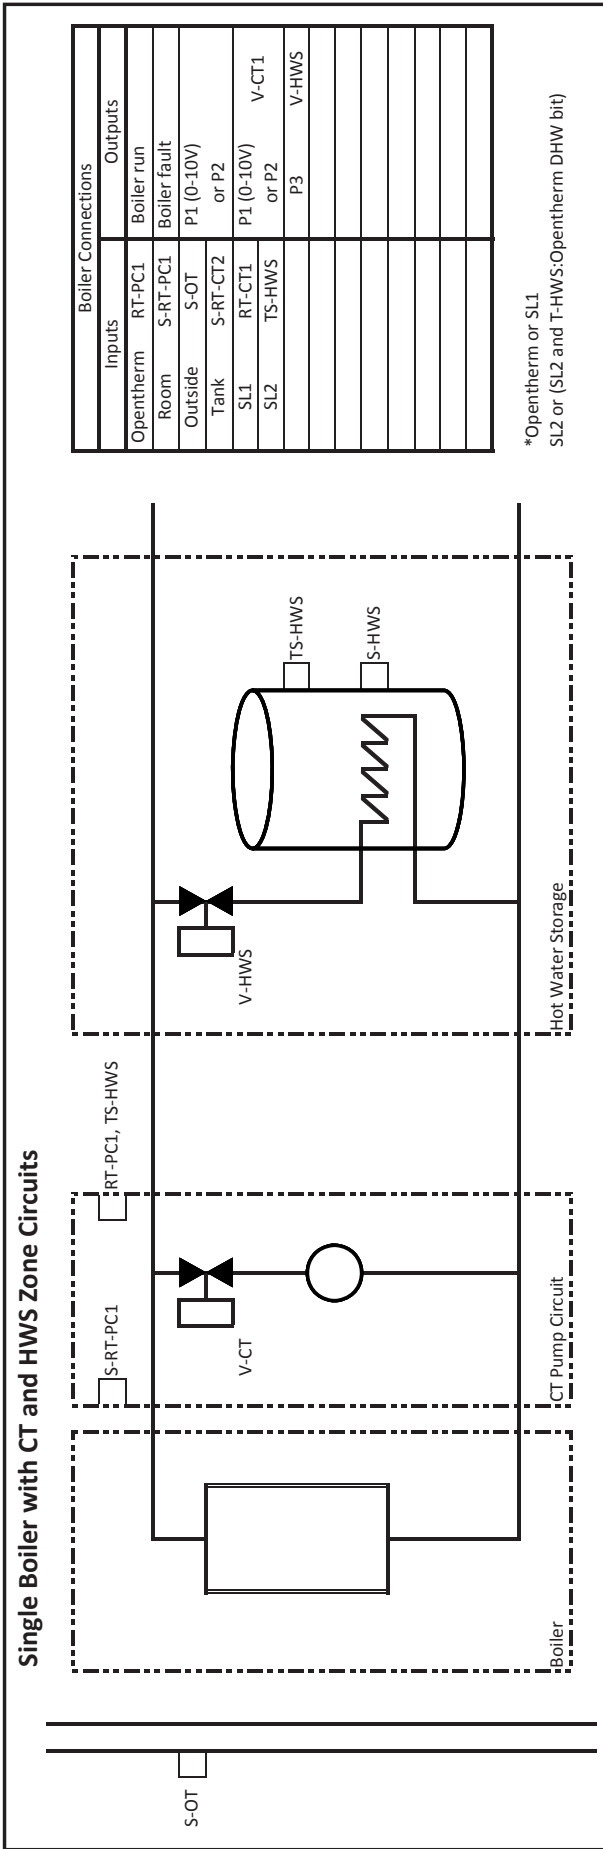 Single Boiler with CT and HWS Zone Circuits
S-OT
S-RT-PC1
RT-PC1, TS-HWS
V-CT
V-HWS
TS-HWS
S-HWS
Boiler
CT Pump Circuit
Hot Water Storage
Boiler Connections
Inputs Outputs
Opentherm RT-PC1 Boiler run
Room S-RT-PC1 Boiler fault
Outside S-OT P1 (0-10V)
Tank S-RT-CT2 or P2
SL1 RT-CT1 P1 (0-10V) V-CT1
SL2 TS-HWS or P2
P3 V-HWS
*Opentherm or SL1
SL2 or (SL2 and T-HWS:Opentherm DHW bit)